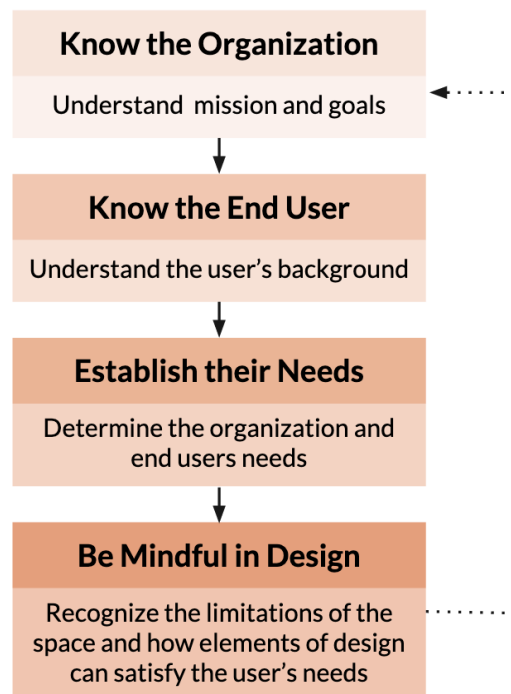 Know the Organization
Understand mission and goals
Know the End User
Understand the user’s background
Establish their Needs
Determine the organization and
end users needs
Be Mindful in Design
Recognize the limitations of the
space and how elements of design
can satisfy the user’s needs